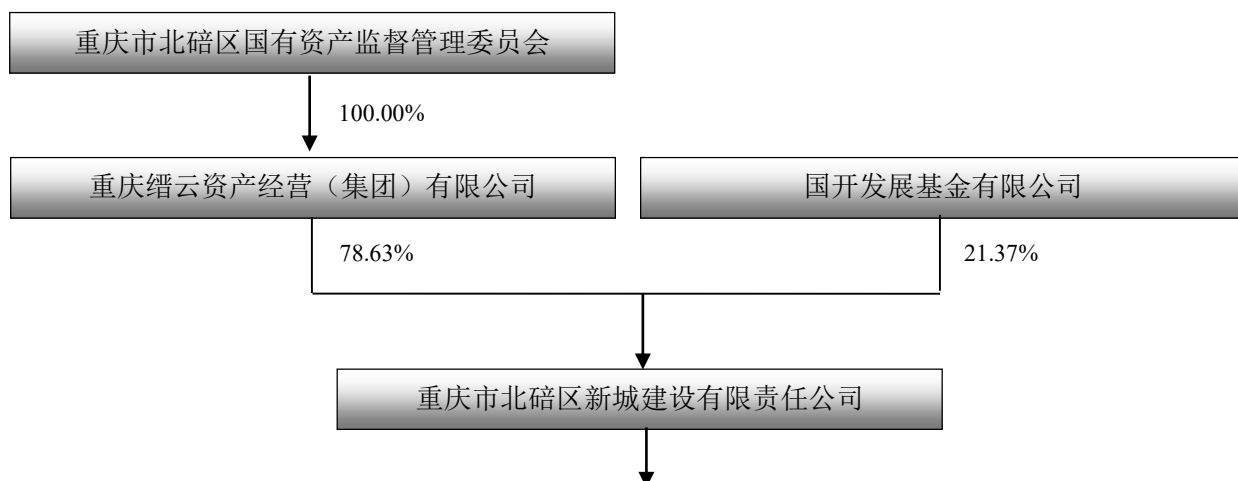 重庆市北碚区国有资产监督管理委员会
100.00%
重庆缙云资产经营（集团）有限公司
国开发展基金有限公司
78.63%
21.37%
重庆市北碚区新城建设有限责任公司